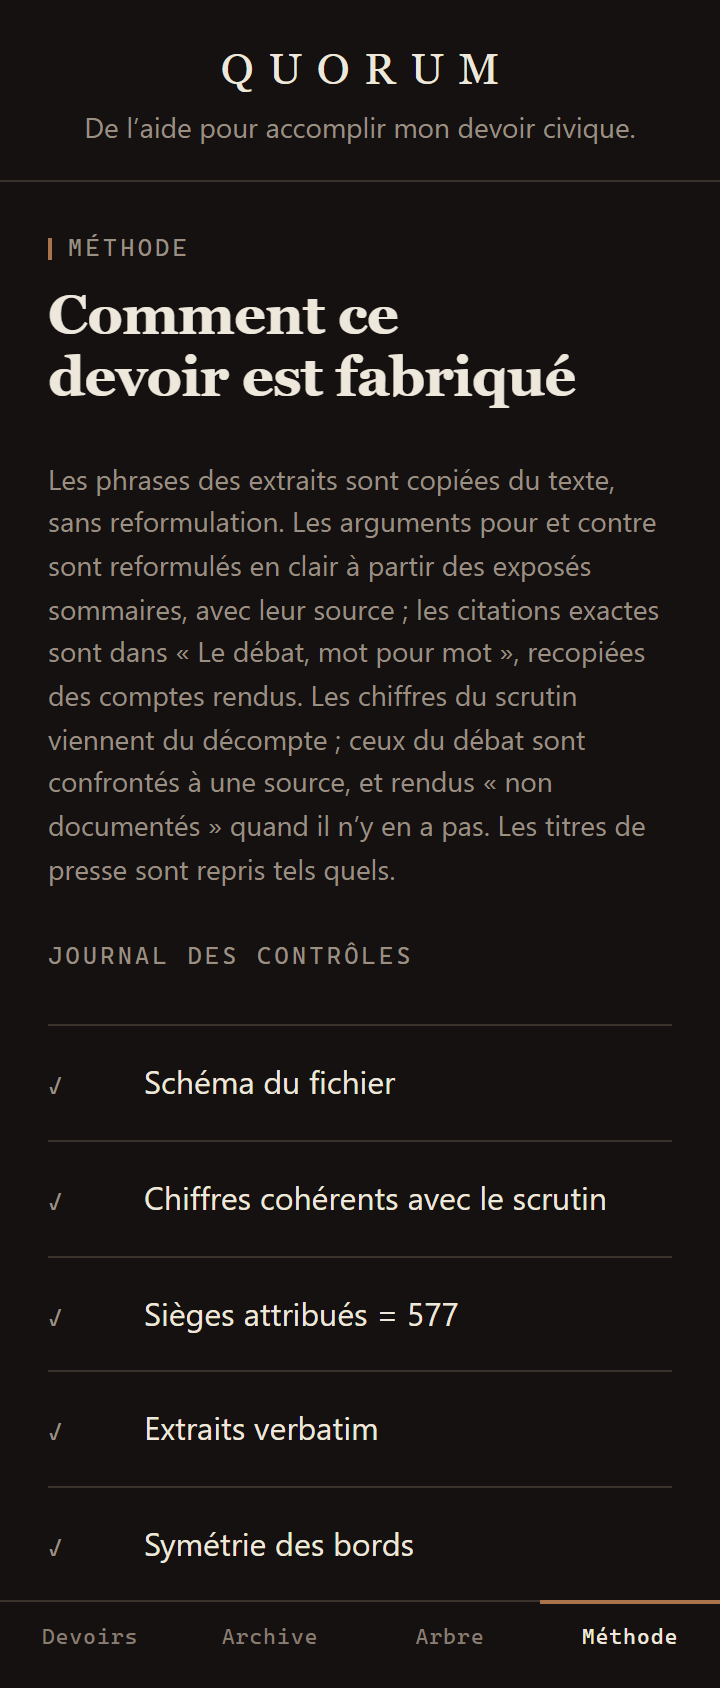 QUORUM
De l’aide pour accomplir mon devoir civique.
MÉTHODE
Comment ce
devoir est fabriqué
Les phrases des extraits sont copiées du texte,
sans reformulation. Les arguments pour et contre
sont reformulés en clair à partir des exposés
sommaires, avec leur source ; les citations exactes
sont dans « Le débat, mot pour mot », recopiées
des comptes rendus. Les chiffres du scrutin
viennent du décompte ; ceux du débat sont
confrontés à une source, et rendus « non
documentés » quand il n’y en a pas. Les titres de
presse sont repris tels quels.
JOURNAL DES CONTRÔLES
✓ Schéma du fichier
✓ Chiffres cohérents avec le scrutin
✓ Sièges attribués = 577
✓ Extraits verbatim
✓ Symétrie des bords
Devoirs Archive Arbre Méthode